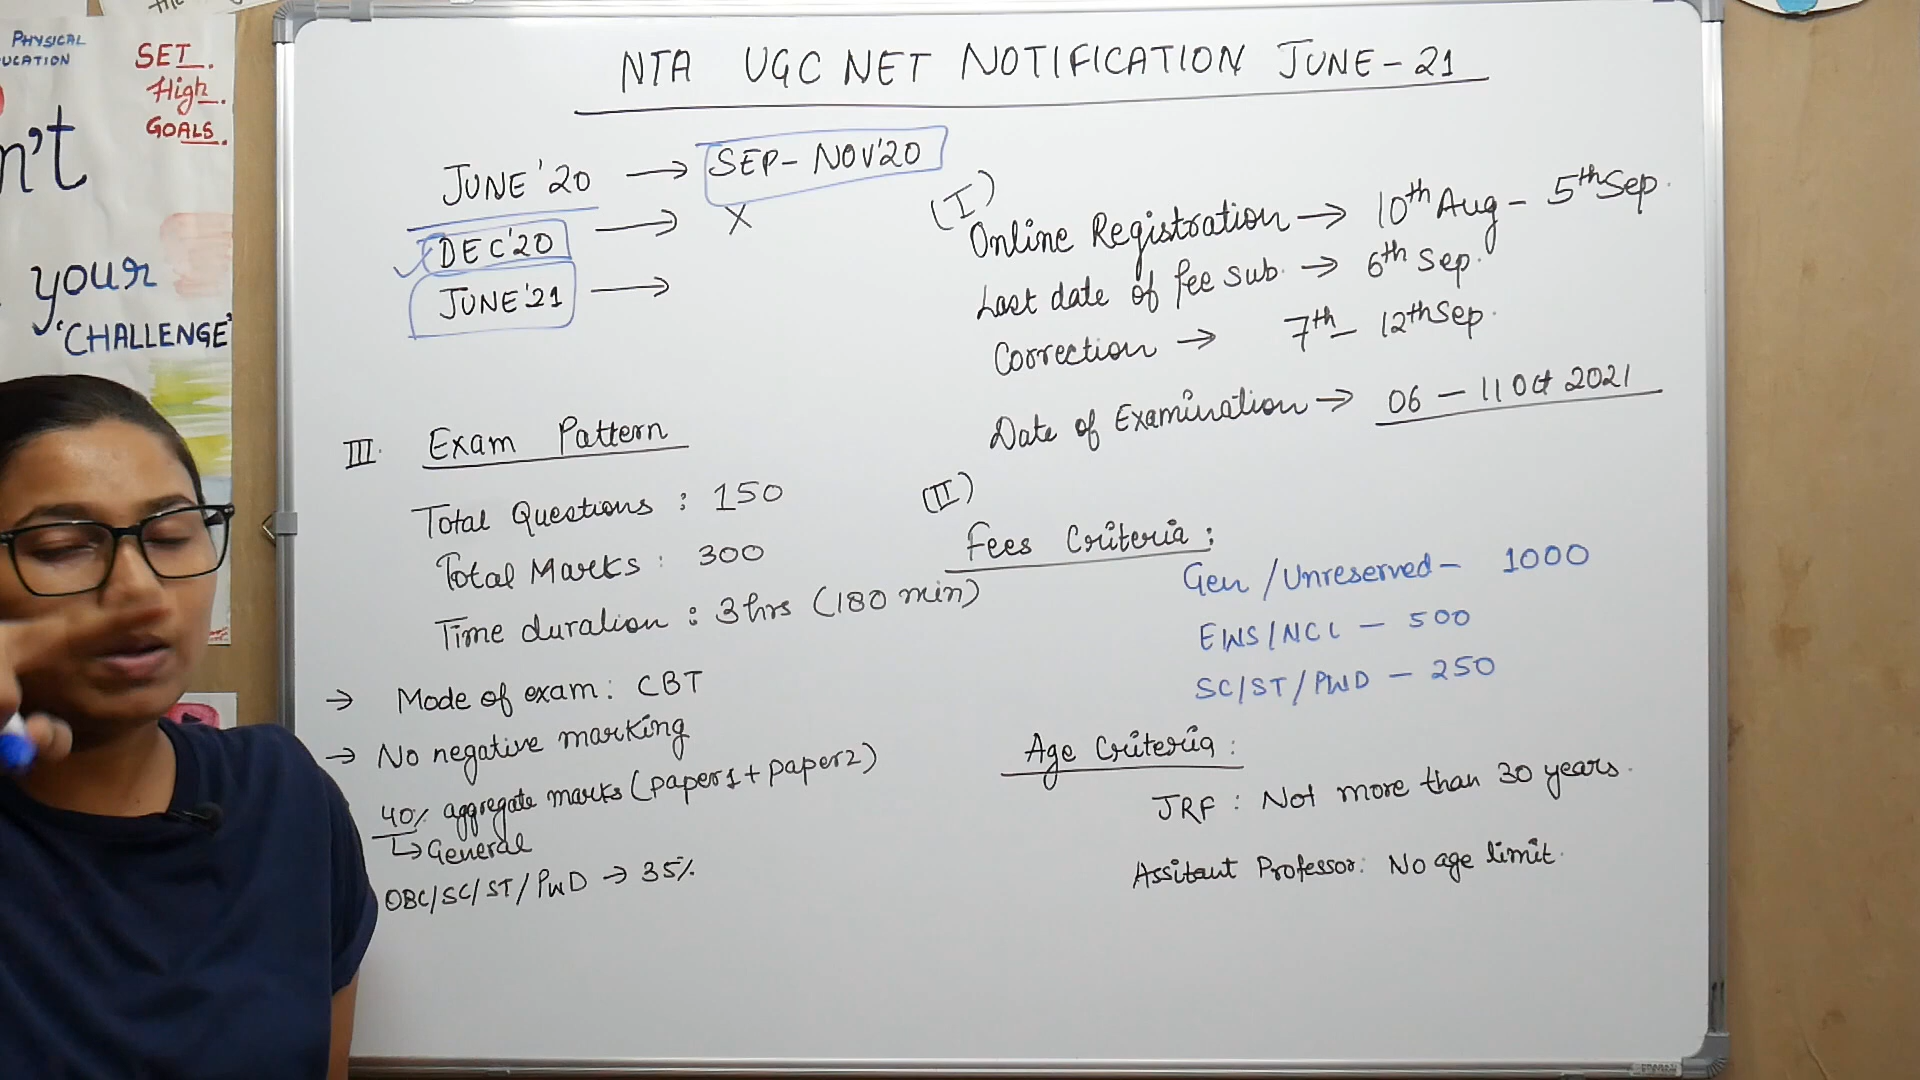 PHYSICAL
UCATION
SET.
High.
GOALS.
n't
your
'CHALLENGE'
NTA UGC NET NOTIFICATION JUNE-21
JUNE '20 → SEP- NOV'20
DEC'20 → X
JUNE'21 →
(I)
Online Registration → 10th Aug - 5th Sep.
Last date of fee sub. → 6th Sep.
Correction → 7th - 12th Sep.
Date of Examination → 06 - 11 Oct 2021
III. Exam Pattern
Total Questions : 150
Total Marks : 300
Time duration : 3 hrs (180 min)
→ Mode of exam : CBT
→ No negative marking
40% aggregate marks (paper1 + paper2)
↳ General
OBC/SC/ST/PWD → 35%
(II)
Fees Criteria :
Gen /Unreserved - 1000
EWS/NCL - 500
SC/ST/PWD - 250
Age Criteria :
JRF : Not more than 30 years.
Assitant Professor : No age limit.